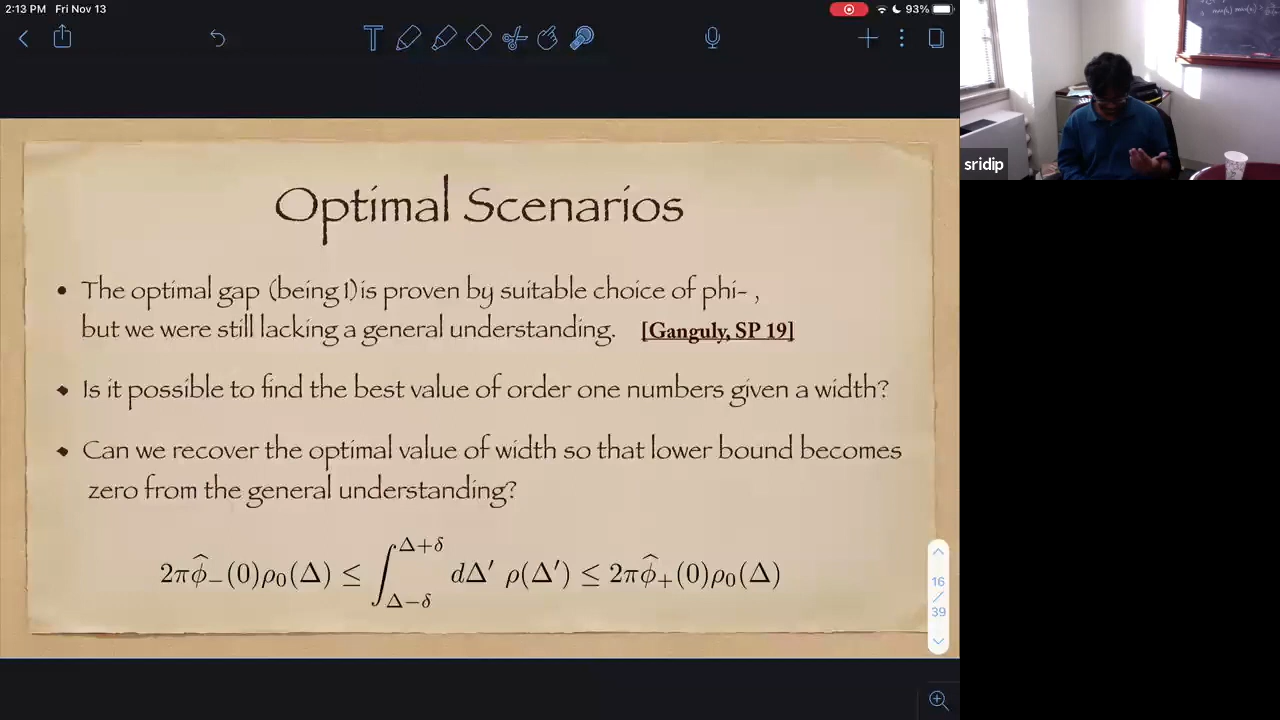 2:13 PM Fri Nov 13
93%
sridip
Optimal Scenarios
• The optimal gap (being 1) is proven by suitable choice of phi- ,
but we were still lacking a general understanding. [Ganguly, SP 19]
• Is it possible to find the best value of order one numbers given a width?
• Can we recover the optimal value of width so that lower bound becomes
zero from the general understanding?
$2\pi\widehat{\phi}_{-}(0)\rho_0(\Delta) \leq \int_{\Delta-\delta}^{\Delta+\delta} d\Delta' \ \rho(\Delta') \leq 2\pi\widehat{\phi}_{+}(0)\rho_0(\Delta)$
16
/
39